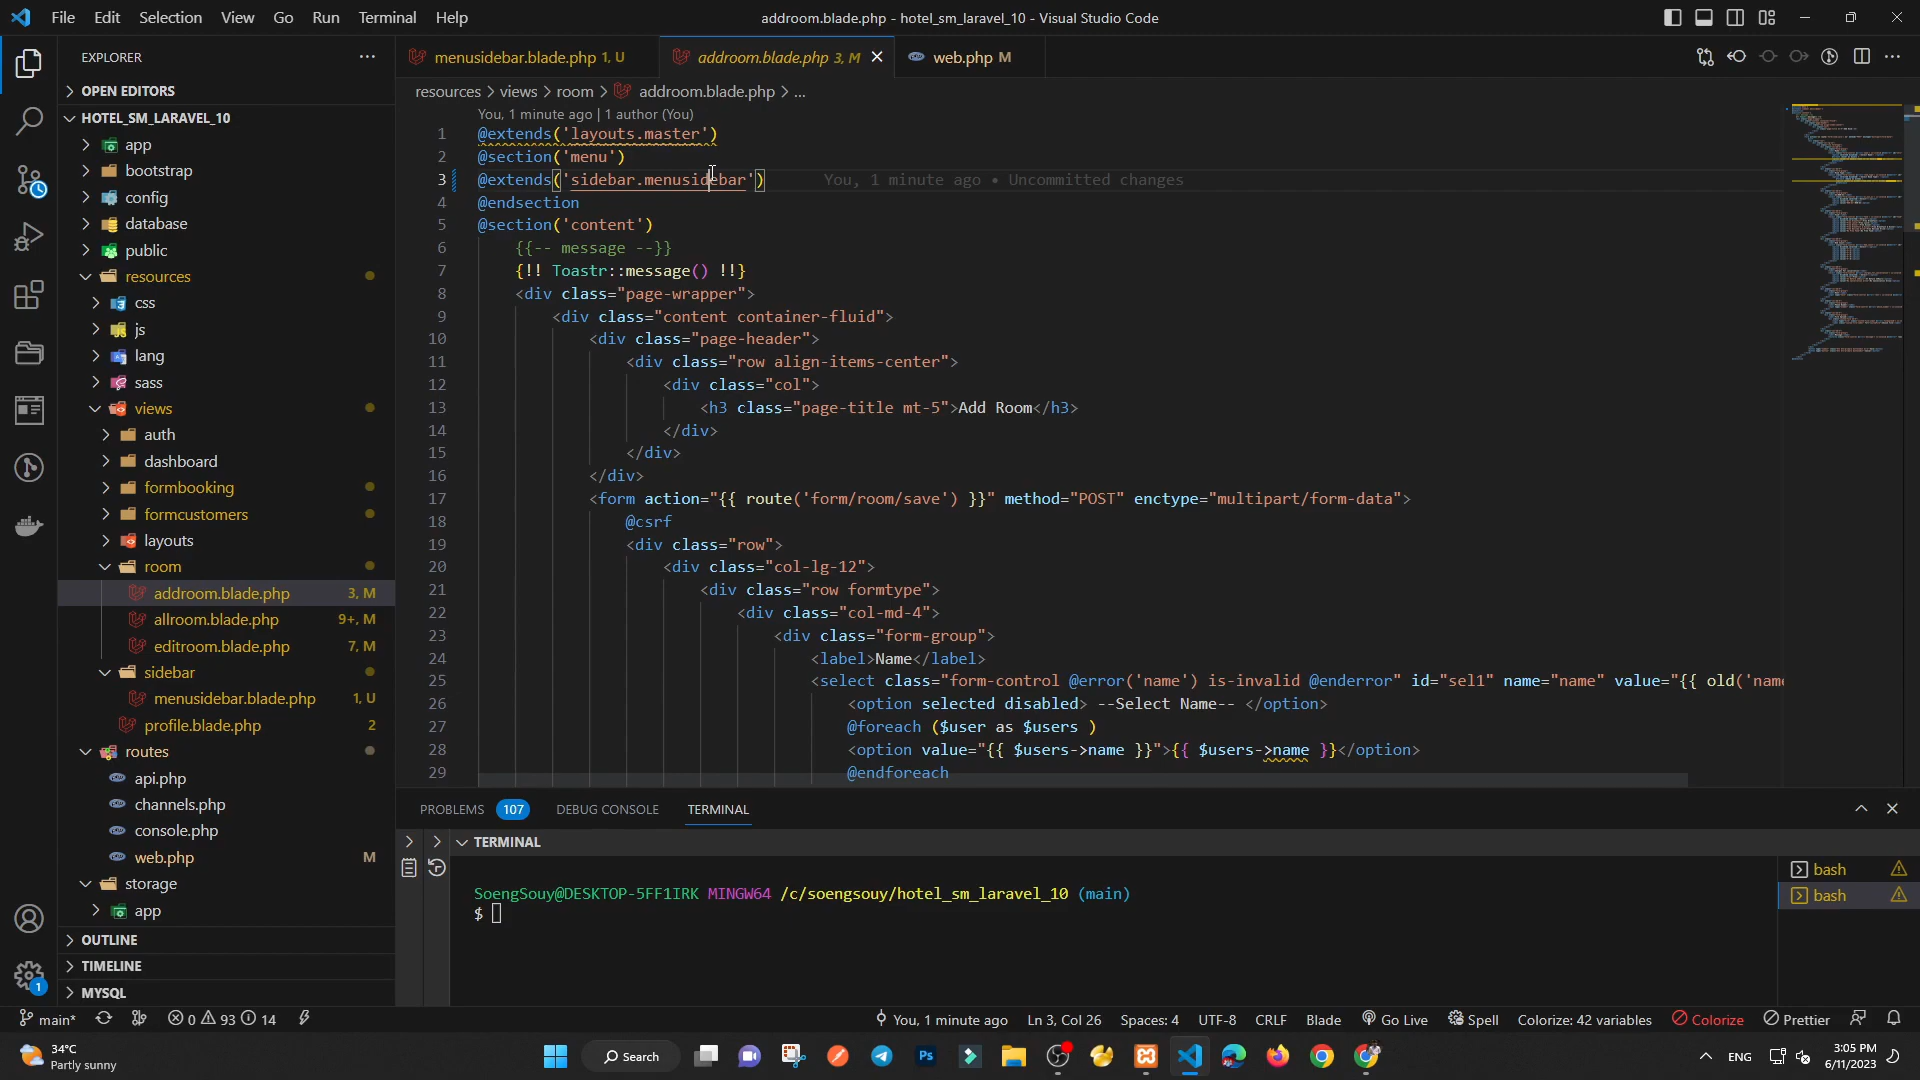 File Edit Selection View Go Run Terminal Help
addroom.blade.php - hotel_sm_laravel_10 - Visual Studio Code
EXPLORER
OPEN EDITORS
HOTEL_SM_LARAVEL_10
app
bootstrap
config
database
public
resources
css
js
lang
sass
views
auth
dashboard
formbooking
formcustomers
layouts
room
addroom.blade.php 3, M
allroom.blade.php 9+, M
editroom.blade.php 7, M
sidebar
menusidebar.blade.php 1, U
profile.blade.php 2
routes
api.php
channels.php
console.php
web.php M
storage
app
OUTLINE
TIMELINE
MYSQL
menusidebar.blade.php 1, U
addroom.blade.php 3, M
web.php M
resources > views > room > addroom.blade.php > ...
You, 1 minute ago | 1 author (You)
1 @extends('layouts.master')
2 @section('menu')
3 @extends('sidebar.menusidebar') You, 1 minute ago • Uncommitted changes
4 @endsection
5 @section('content')
6 {{-- message --}}
7 {!! Toastr::message() !!}
8 <div class="page-wrapper">
9 <div class="content container-fluid">
10 <div class="page-header">
11 <div class="row align-items-center">
12 <div class="col">
13 <h3 class="page-title mt-5">Add Room</h3>
14 </div>
15 </div>
16 </div>
17 <form action="{{ route('form/room/save') }}" method="POST" enctype="multipart/form-data">
18 @csrf
19 <div class="row">
20 <div class="col-lg-12">
21 <div class="row formtype">
22 <div class="col-md-4">
23 <div class="form-group">
24 <label>Name</label>
25 <select class="form-control @error('name') is-invalid @enderror" id="sel1" name="name" value="{{ old('name
26 <option selected disabled> --Select Name-- </option>
27 @foreach ($user as $users )
28 <option value="{{ $users->name }}">{{ $users->name }}</option>
29 @endforeach
PROBLEMS 107 DEBUG CONSOLE TERMINAL
TERMINAL
SoengSouy@DESKTOP-5FF1IRK MINGW64 /c/soengsouy/hotel_sm_laravel_10 (main)
$
bash
bash
1
main* 0 93 14 You, 1 minute ago Ln 3, Col 26 Spaces: 4 UTF-8 CRLF Blade Go Live Spell Colorize: 42 variables Colorize Prettier
34°C
Partly sunny
Search
Ps
ENG
3:05 PM
6/11/2023